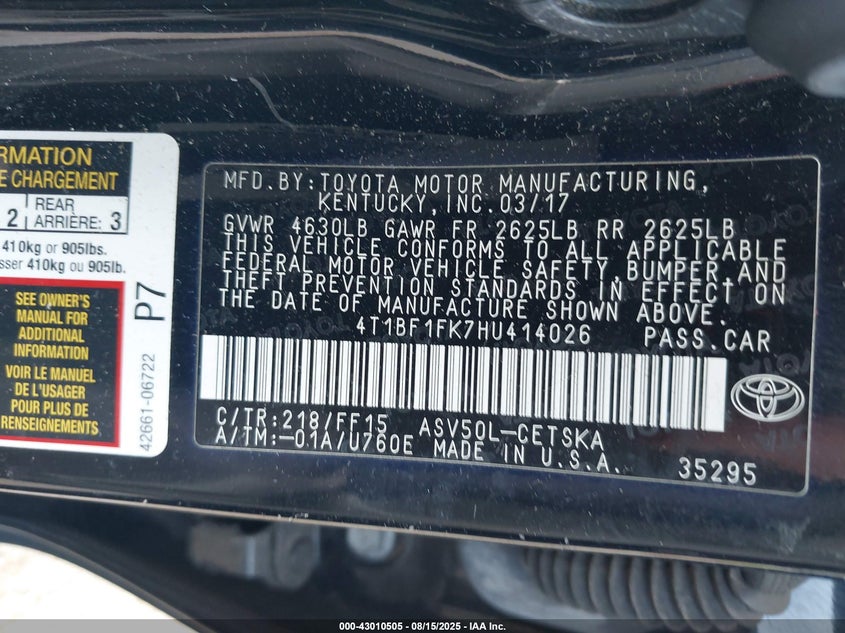 RMATION
E CHARGEMENT
2 REAR ARRIÈRE: 3
410kg or 905lbs.
sser 410kg ou 905lb.
SEE OWNER'S
MANUAL FOR
ADDITIONAL
INFORMATION
VOIR LE MANUEL
DE L'USAGER
POUR PLUS DE
RENSEIGNEMENTS
P7
42661-06722
MFD.BY:TOYOTA MOTOR MANUFACTURING,
KENTUCKY, INC. 03/17
GVWR 4630LB GAWR FR 2625LB RR 2625LB
THIS VEHICLE CONFORMS TO ALL APPLICABLE
FEDERAL MOTOR VEHICLE SAFETY,BUMPER,AND
THEFT PREVENTION STANDARDS IN EFFECT ON
THE DATE OF MANUFACTURE SHOWN ABOVE.
4T1BF1FK7HU414026 PASS.CAR
C/TR:218/FF15 ASV50L-CETSKA
A/TM:-01A/U760E MADE IN U.S.A. 35295
000-43010505 - 08/15/2025 - IAA Inc.